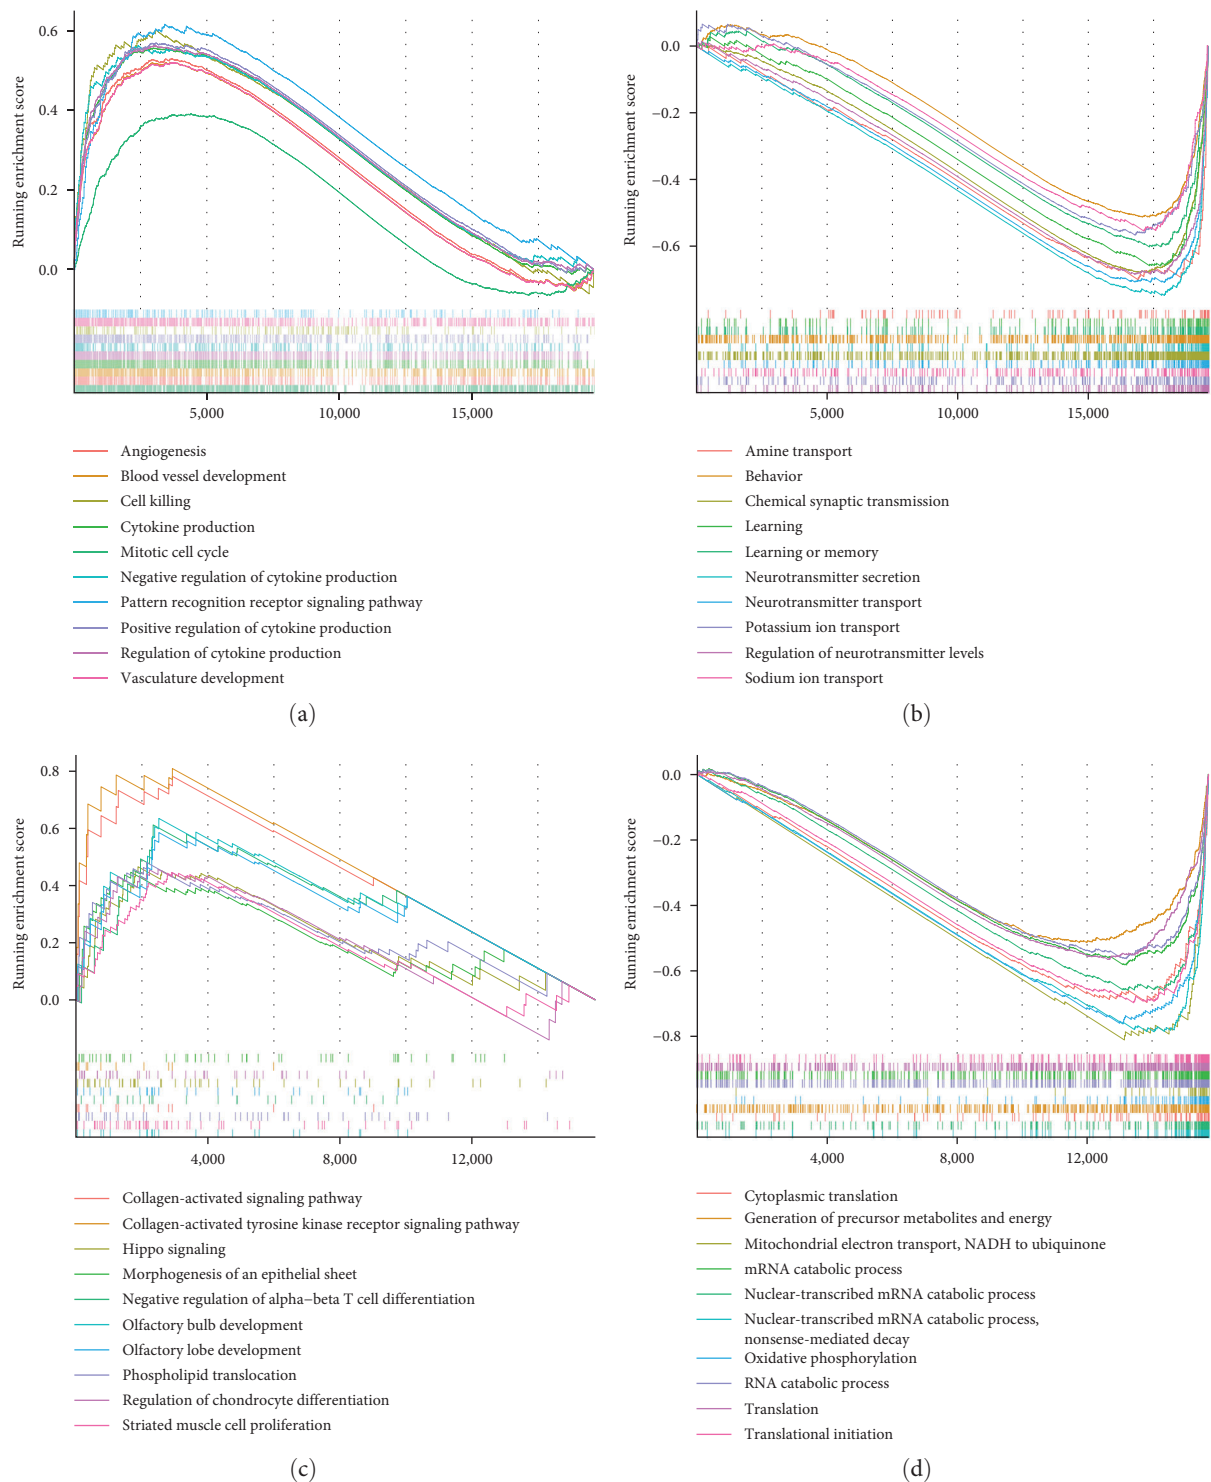 Running enrichment score
0.6
0.4
0.2
0.0
5,000
10,000
15,000
Angiogenesis
Blood vessel development
Cell killing
Cytokine production
Mitotic cell cycle
Negative regulation of cytokine production
Pattern recognition receptor signaling pathway
Positive regulation of cytokine production
Regulation of cytokine production
Vasculature development
(a)
Running enrichment score
0.0
−0.2
−0.4
−0.6
5,000
10,000
15,000
Amine transport
Behavior
Chemical synaptic transmission
Learning
Learning or memory
Neurotransmitter secretion
Neurotransmitter transport
Potassium ion transport
Regulation of neurotransmitter levels
Sodium ion transport
(b)
Running enrichment score
0.8
0.6
0.4
0.2
0.0
4,000
8,000
12,000
Collagen-activated signaling pathway
Collagen-activated tyrosine kinase receptor signaling pathway
Hippo signaling
Morphogenesis of an epithelial sheet
Negative regulation of alpha−beta T cell differentiation
Olfactory bulb development
Olfactory lobe development
Phospholipid translocation
Regulation of chondrocyte differentiation
Striated muscle cell proliferation
(c)
Running enrichment score
0.0
−0.2
−0.4
−0.6
−0.8
4,000
8,000
12,000
Cytoplasmic translation
Generation of precursor metabolites and energy
Mitochondrial electron transport, NADH to ubiquinone
mRNA catabolic process
Nuclear-transcribed mRNA catabolic process
Nuclear-transcribed mRNA catabolic process,
nonsense-mediated decay
Oxidative phosphorylation
RNA catabolic process
Translation
Translational initiation
(d)